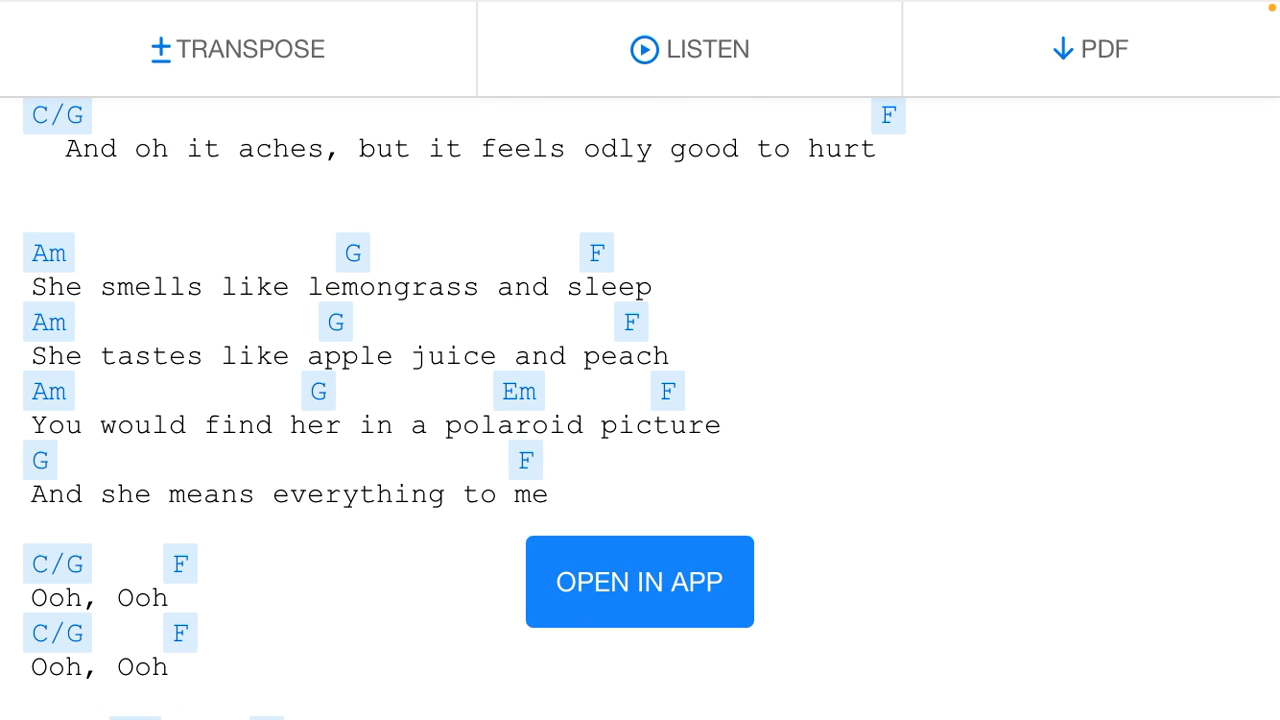 ± TRANSPOSE LISTEN ↓ PDF
C/G F
And oh it aches, but it feels odly good to hurt
Am G F
She smells like lemongrass and sleep
Am G F
She tastes like apple juice and peach
Am G Em F
You would find her in a polaroid picture
G F
And she means everything to me
C/G F
Ooh, Ooh
C/G F
Ooh, Ooh
OPEN IN APP